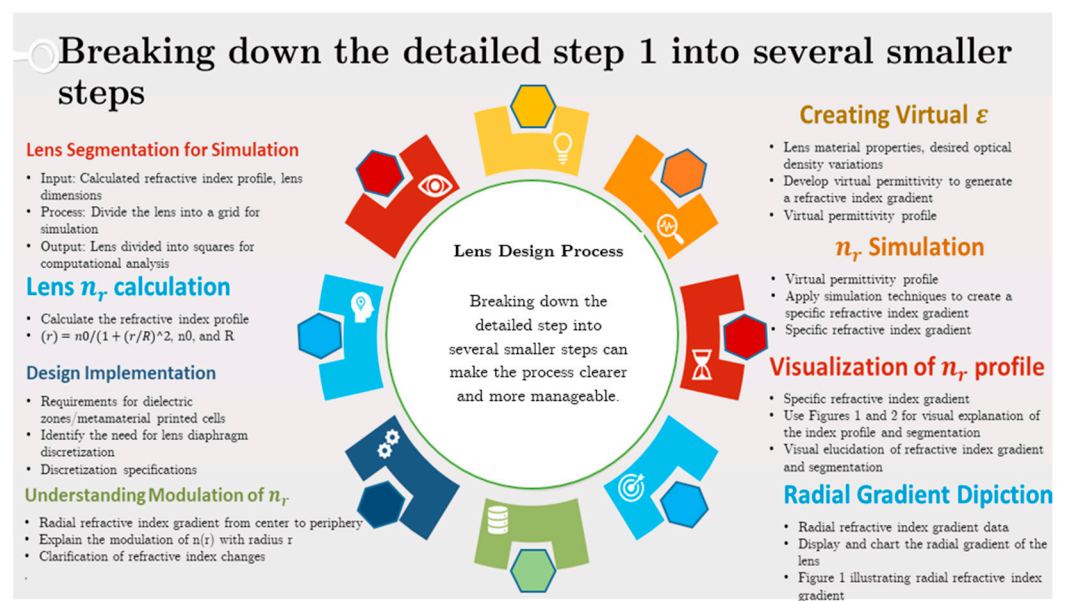 Breaking down the detailed step 1 into several smaller
steps
Lens Segmentation for Simulation
• Input: Calculated refractive index profile, lens
dimensions
• Process: Divide the lens into a grid for
simulation
• Output: Lens divided into squares for
computational analysis
Lens nᵣ calculation
• Calculate the refractive index profile
• (r) = n0/(1 + (r/R)^2, n0, and R
Design Implementation
• Requirements for dielectric
zones/metamaterial printed cells
• Identify the need for lens diaphragm
discretization
• Discretization specifications
Understanding Modulation of nᵣ
• Radial refractive index gradient from center to periphery
• Explain the modulation of n(r) with radius r
• Clarification of refractive index changes
.
Lens Design Process
Breaking down the
detailed step into
several smaller steps can
make the process clearer
and more manageable.
Creating Virtual ε
• Lens material properties, desired optical
density variations
• Develop virtual permittivity to generate
a refractive index gradient
• Virtual permittivity profile
nᵣ Simulation
• Virtual permittivity profile
• Apply simulation techniques to create a
specific refractive index gradient
• Specific refractive index gradient
Visualization of nᵣ profile
• Specific refractive index gradient
• Use Figures 1 and 2 for visual explanation of
the index profile and segmentation
• Visual elucidation of refractive index gradient
and segmentation
Radial Gradient Dipiction
• Radial refractive index gradient data
• Display and chart the radial gradient of the
lens
• Figure 1 illustrating radial refractive index
gradient